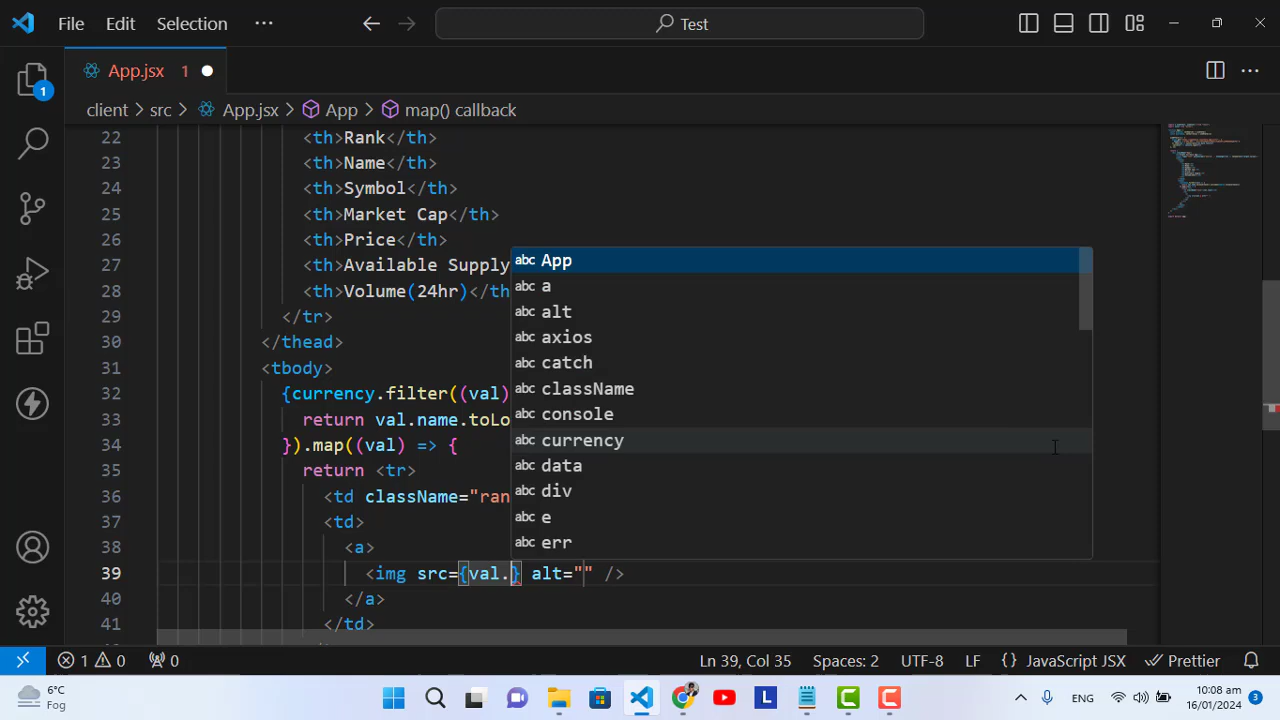 File Edit Selection ··· Test
App.jsx 1
1
client > src > App.jsx > App > map() callback
22 <th>Rank</th>
23 <th>Name</th>
24 <th>Symbol</th>
25 <th>Market Cap</th>
26 <th>Price</th>
27 <th>Available Supply
28 <th>Volume(24hr)</th
29 </tr>
30 </thead>
31 <tbody>
32 {currency.filter((val)
33 return val.name.toLo
34 }).map((val) => {
35 return <tr>
36 <td className="ran
37 <td>
38 <a>
39 <img src={val.} alt="" />
40 </a>
41 </td>
abc App
abc a
abc alt
abc axios
abc catch
abc className
abc console
abc currency
abc data
abc div
abc e
abc err
1 0 0 Ln 39, Col 35 Spaces: 2 UTF-8 LF {} JavaScript JSX Prettier
6°C
Fog
L
C
C
ENG
10:08 am
16/01/2024
3